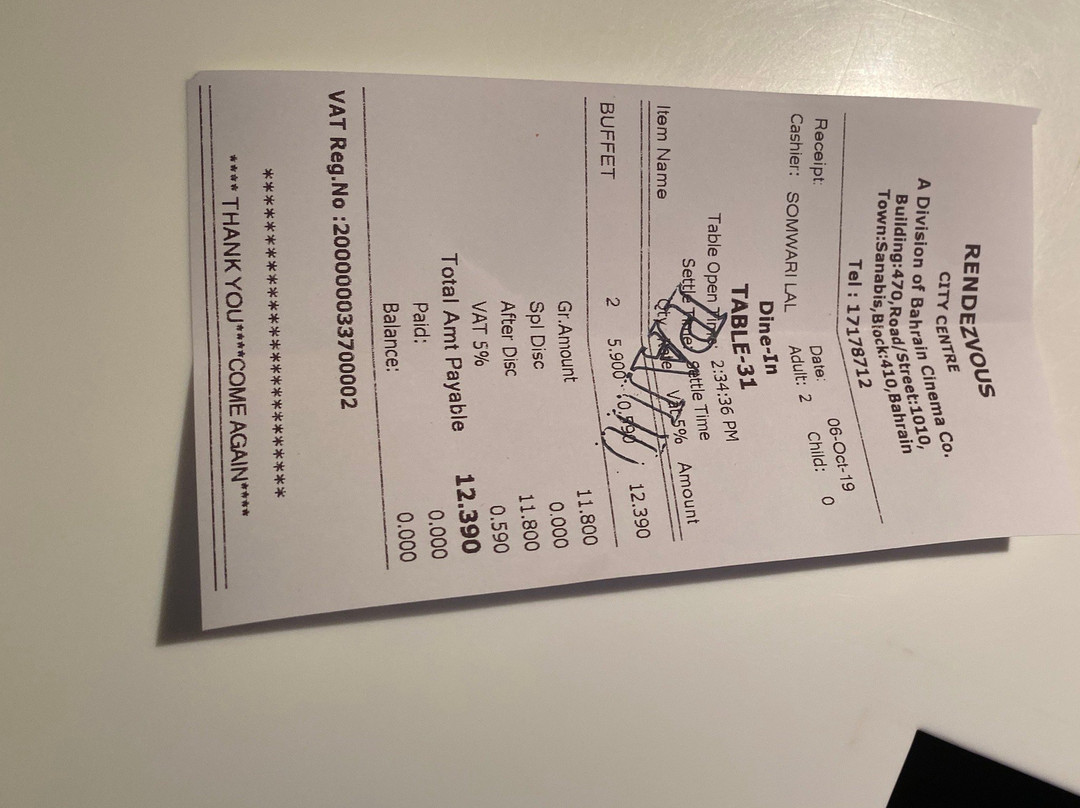 RENDEZVOUS
CITY CENTRE
A Division of Bahrain Cinema Co.
Building:470,Road/Street:1010,
Town:Sanabis,Block:410,Bahrain
Tel : 17178712
Receipt: Date: 06-Oct-19
Cashier: SOMWARI LAL Adult: 2 Child: 0
Dine-In
TABLE-31
Table Open Time: 2:34:36 PM
Settle Time: Settle Time
Item Name Qty Rate Vat 5% Amount
BUFFET 2 5.900 0.590 12.390
Gr.Amount 11.800
Spl Disc 0.000
After Disc 11.800
VAT 5% 0.590
Total Amt Payable 12.390
Paid: 0.000
Balance: 0.000
VAT Reg.No :200000033700002
******************************
**** THANK YOU****COME AGAIN****